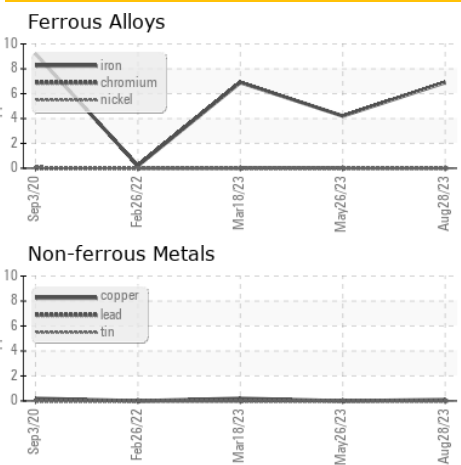 Ferrous Alloys
10
8
6
4
2
0
iron
chromium
nickel
Sep3/20
Feb26/22
Mar18/23
May26/23
Aug28/23
Non-ferrous Metals
10
8
6
4
2
0
copper
lead
tin
Sep3/20
Feb26/22
Mar18/23
May26/23
Aug28/23